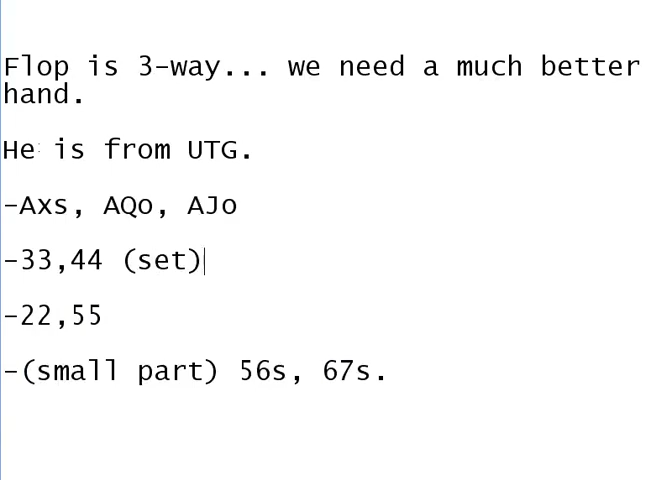 Flop is 3-way... we need a much better
hand.
He is from UTG.
-Axs, AQo, AJo
-33,44 (set)
-22,55
-(small part) 56s, 67s.